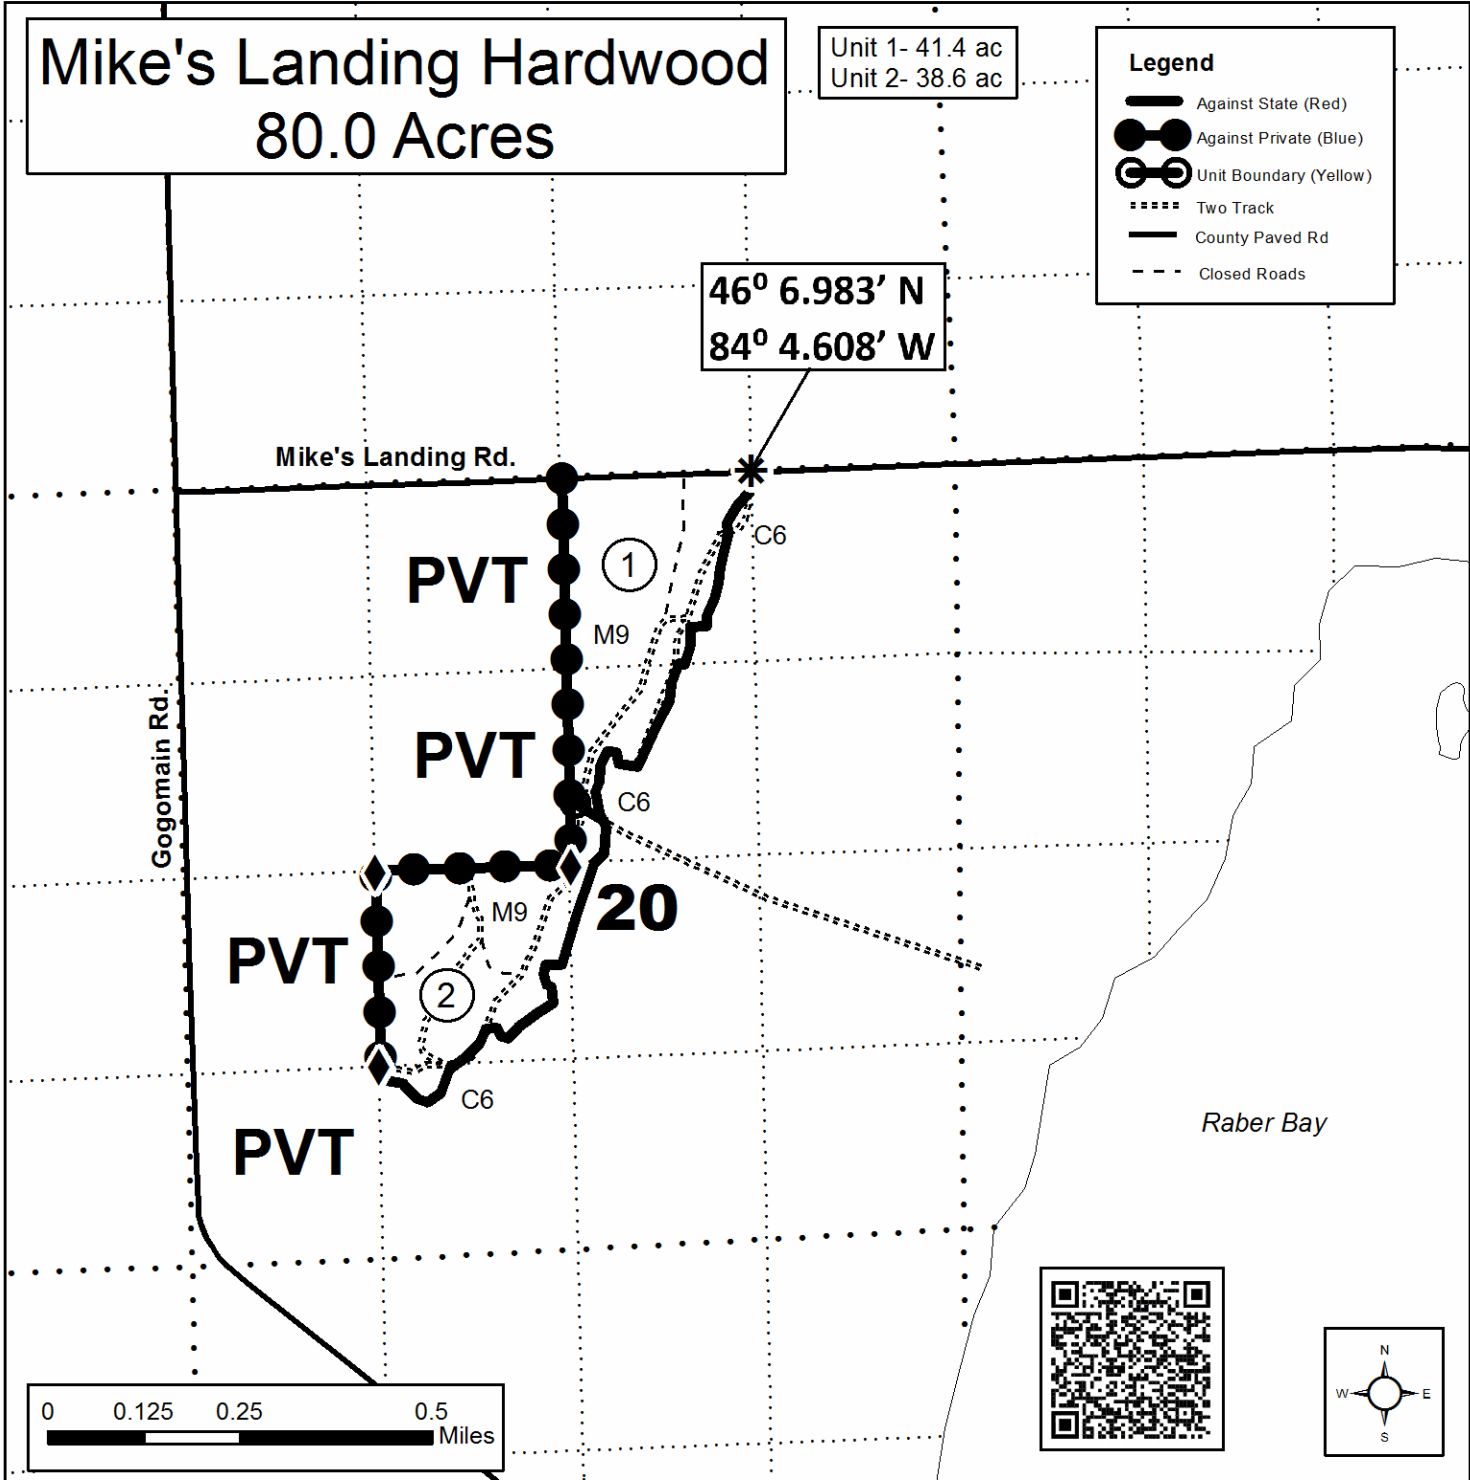 Mike's Landing Hardwood
80.0 Acres
Unit 1- 41.4 ac
Unit 2- 38.6 ac
Legend
Against State (Red)
Against Private (Blue)
Unit Boundary (Yellow)
Two Track
County Paved Rd
Closed Roads
46⁰ 6.983’ N
84⁰ 4.608’ W
Mike's Landing Rd.
C6
1
PVT
M9
Gogomain Rd.
PVT
C6
20
M9
PVT
2
C6
Raber Bay
PVT
0 0.125 0.25 0.5
Miles
N
W E
S